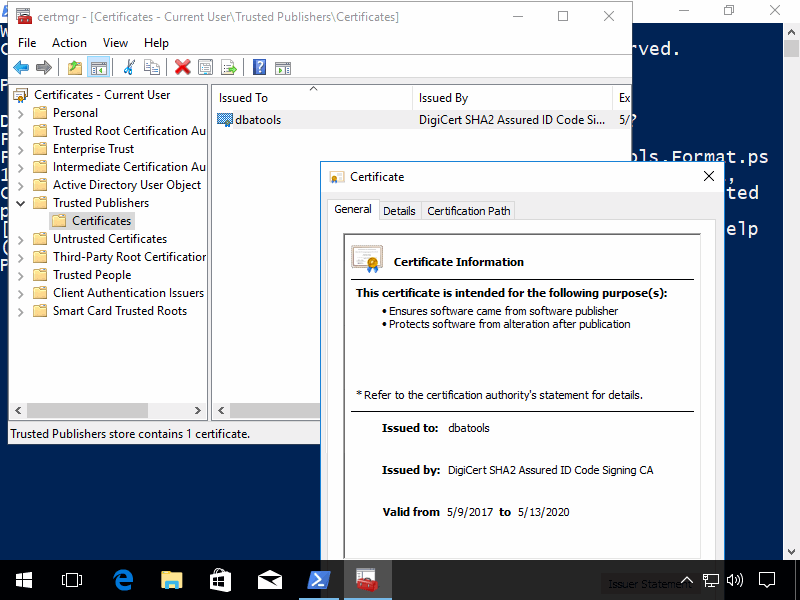 certmgr - [Certificates - Current User\Trusted Publishers\Certificates]
File Action View Help
rved.
Certificates - Current User
Personal
Trusted Root Certification Au
Enterprise Trust
Intermediate Certification Au
Active Directory User Object
Trusted Publishers
Certificates
Untrusted Certificates
Third-Party Root Certification
Trusted People
Client Authentication Issuers
Smart Card Trusted Roots
Issued To Issued By Ex
dbatools DigiCert SHA2 Assured ID Code Si... 5/
?
ols.Format.ps
ted
elp
Trusted Publishers store contains 1 certificate.
Certificate
General Details Certification Path
Certificate Information
This certificate is intended for the following purpose(s):
• Ensures software came from software publisher
• Protects software from alteration after publication
* Refer to the certification authority's statement for details.
Issued to: dbatools
Issued by: DigiCert SHA2 Assured ID Code Signing CA
Valid from 5/9/2017 to 5/13/2020
Issuer Statement